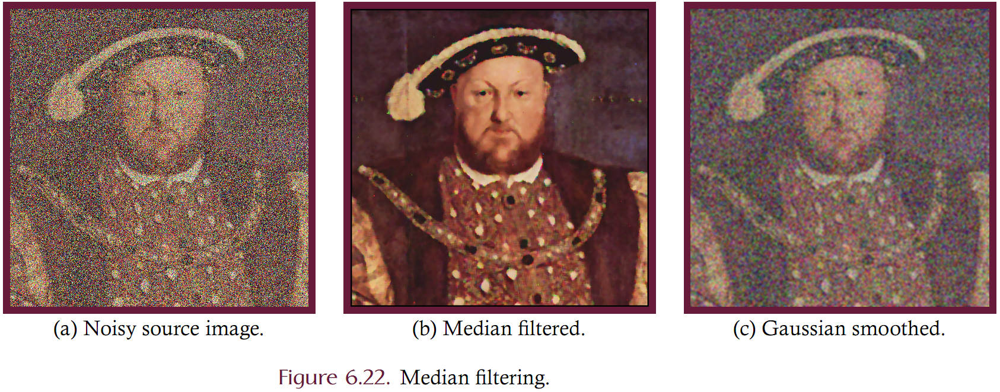 (a) Noisy source image.
(b) Median filtered.
(c) Gaussian smoothed.
Figure 6.22. Median filtering.